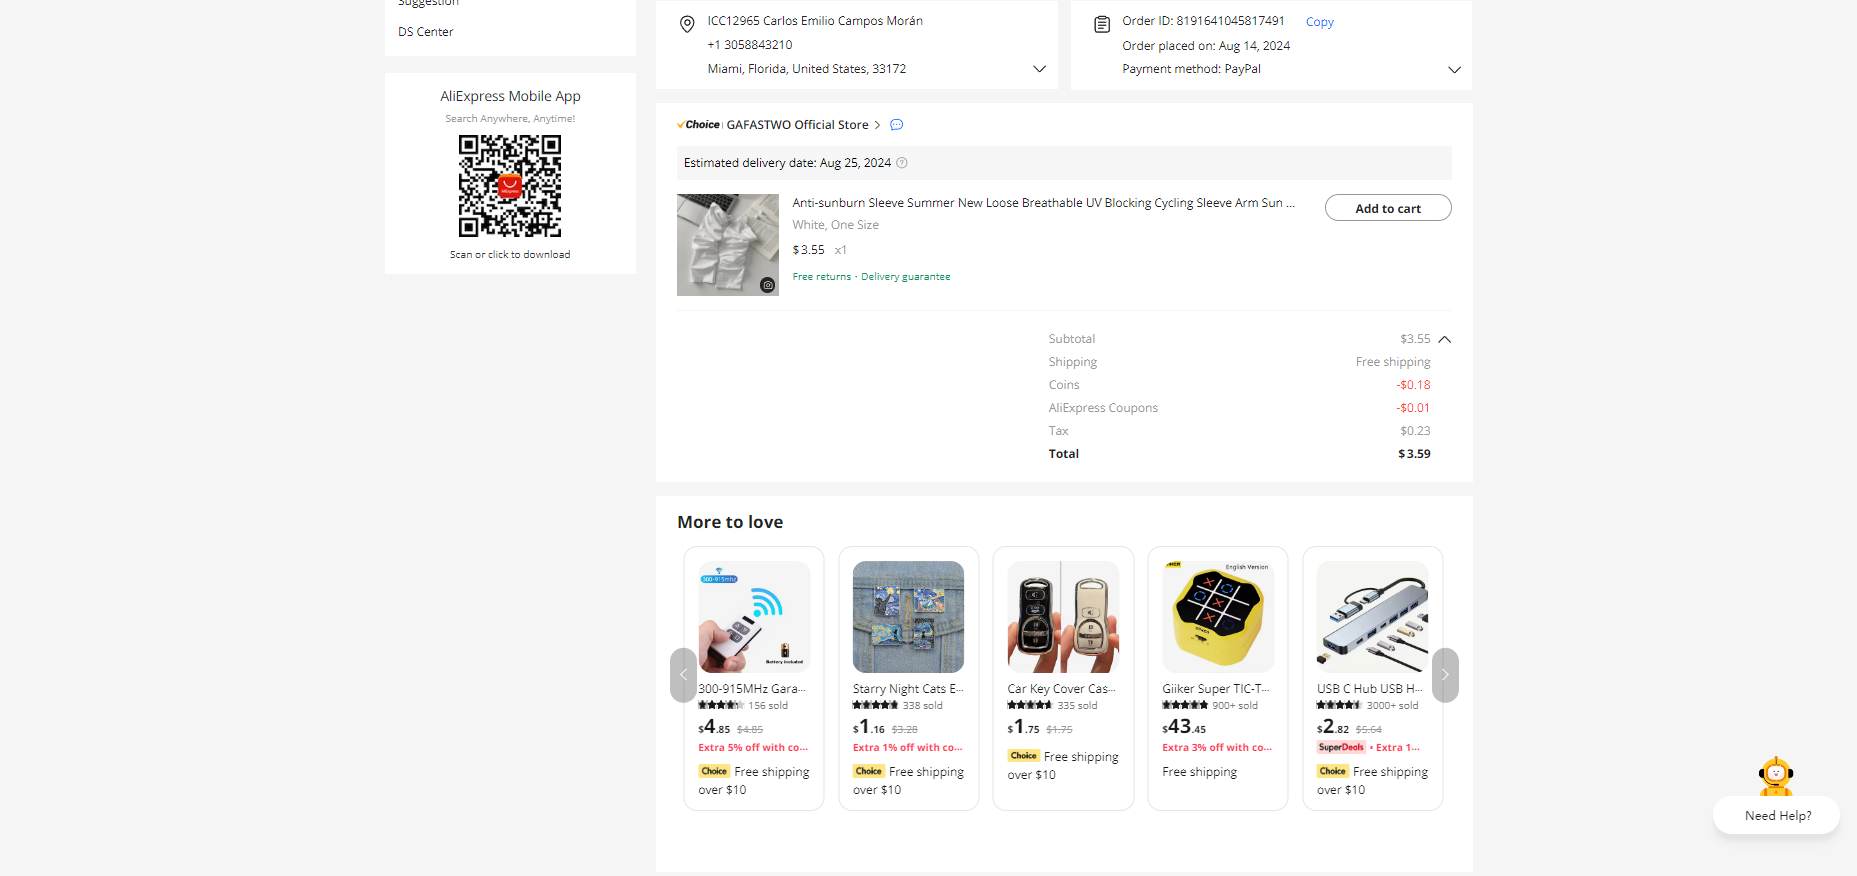 Suggestion
DS Center
AliExpress Mobile App
Search Anywhere, Anytime!
AliExpress
Scan or click to download
ICC12965 Carlos Emilio Campos Morán
+1 3058843210
Miami, Florida, United States, 33172
Order ID: 8191641045817491 Copy
Order placed on: Aug 14, 2024
Payment method: PayPal
Choice GAFASTWO Official Store
Estimated delivery date: Aug 25, 2024
Anti-sunburn Sleeve Summer New Loose Breathable UV Blocking Cycling Sleeve Arm Sun ...
Add to cart
White, One Size
$3.55 x1
Free returns · Delivery guarantee
Subtotal $3.55
Shipping Free shipping
Coins -$0.18
AliExpress Coupons -$0.01
Tax $0.23
Total $3.59
More to love
300-915mhz
Battery Included
300-915MHz Gara...
156 sold
$4.85 $4.85
Extra 5% off with co...
Choice Free shipping
over $10
Starry Night Cats E...
338 sold
$1.16 $3.28
Extra 1% off with co...
Choice Free shipping
over $10
Car Key Cover Cas...
335 sold
$1.75 $1.75
Choice Free shipping
over $10
English Version
Giiker Super TIC-T...
900+ sold
$43.45
Extra 3% off with co...
Free shipping
USB C Hub USB H...
3000+ sold
$2.82 $5.64
SuperDeals • Extra 1...
Choice Free shipping
over $10
Need Help?